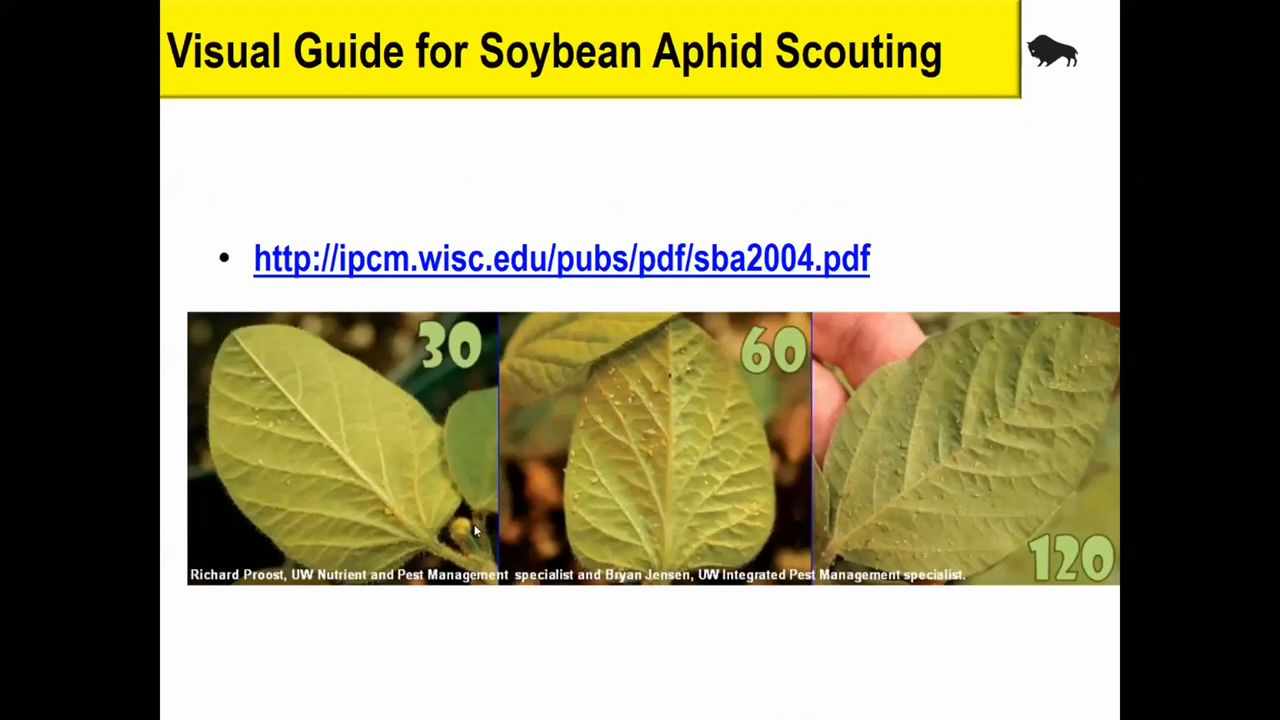 Visual Guide for Soybean Aphid Scouting
• http://ipcm.wisc.edu/pubs/pdf/sba2004.pdf
30
60
120
Richard Proost, UW Nutrient and Pest Management specialist and Bryan Jensen, UW Integrated Pest Management specialist.